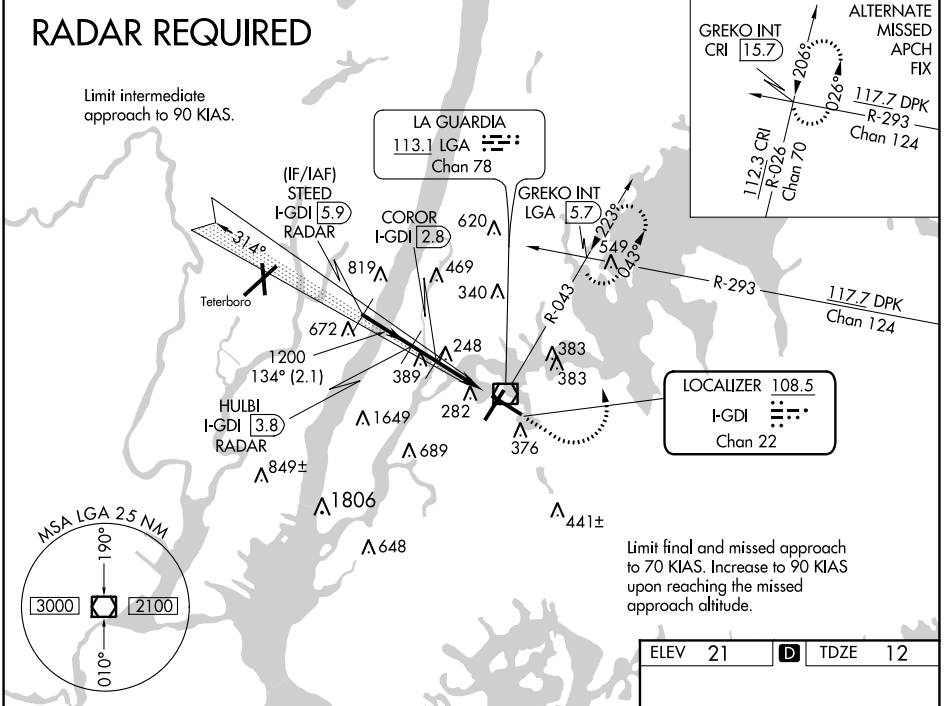 RADAR REQUIRED
Limit intermediate
approach to 90 KIAS.
LA GUARDIA
113.1 LGA
Chan 78
ALTERNATE
MISSED
APCH
FIX
GREKO INT
CRI 15.7
206°
026°
117.7 DPK
R-293
Chan 124
112.3 CRI
R-026
Chan 70
(IF/IAF)
STEED
I-GDI 5.9
RADAR
COROR
I-GDI 2.8
620
GREKO INT
LGA 5.7
223°
043°
549
314°
Teterboro
819
469
340
R-043
R-293
117.7 DPK
Chan 124
672
1200
134° (2.1)
248
389
383
383
HULBI
I-GDI 3.8
RADAR
282
LOCALIZER 108.5
I-GDI
Chan 22
1649
689
376
849±
1806
441±
648
MSA LGA 25 NM
190°
3000
2100
010°
Limit final and missed approach
to 70 KIAS. Increase to 90 KIAS
upon reaching the missed
approach altitude.
ELEV 21 D TDZE 12